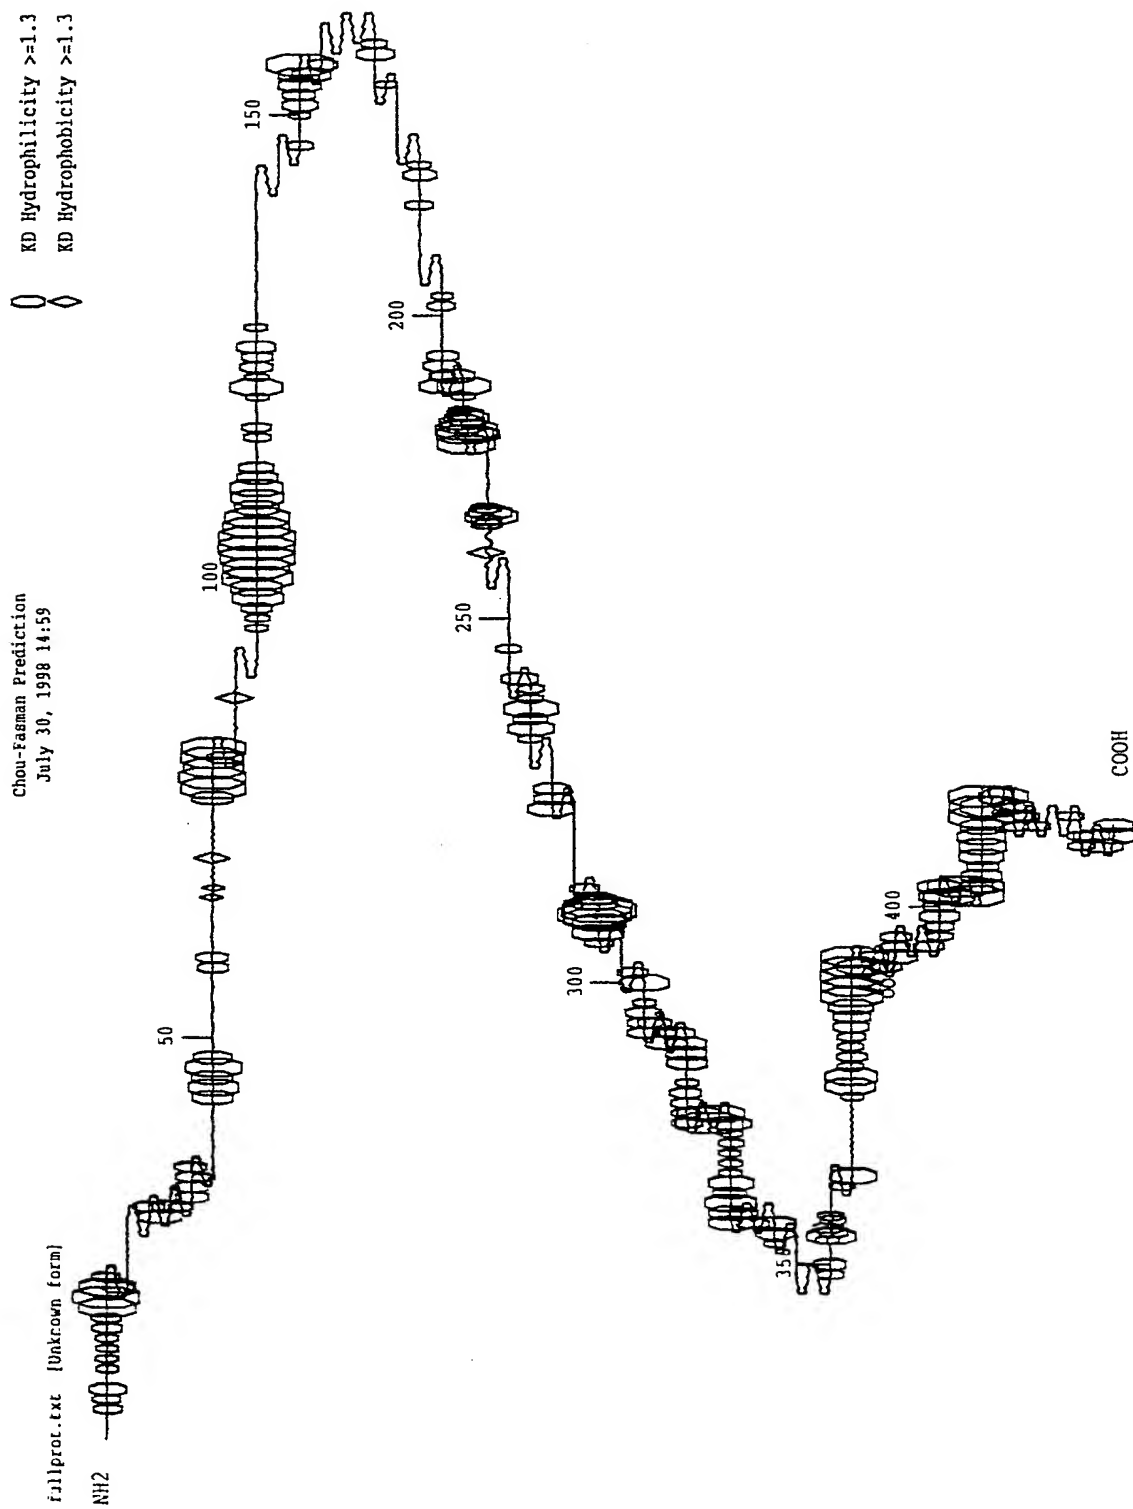 Chou-Fasman Prediction
July 30, 1998 14:59
KD Hydrophilicity >=1.3
KD Hydrophobicity >=1.3
fullprot.txt [Unknown form]
NH2
50
100
150
200
250
300
35
400
COOH